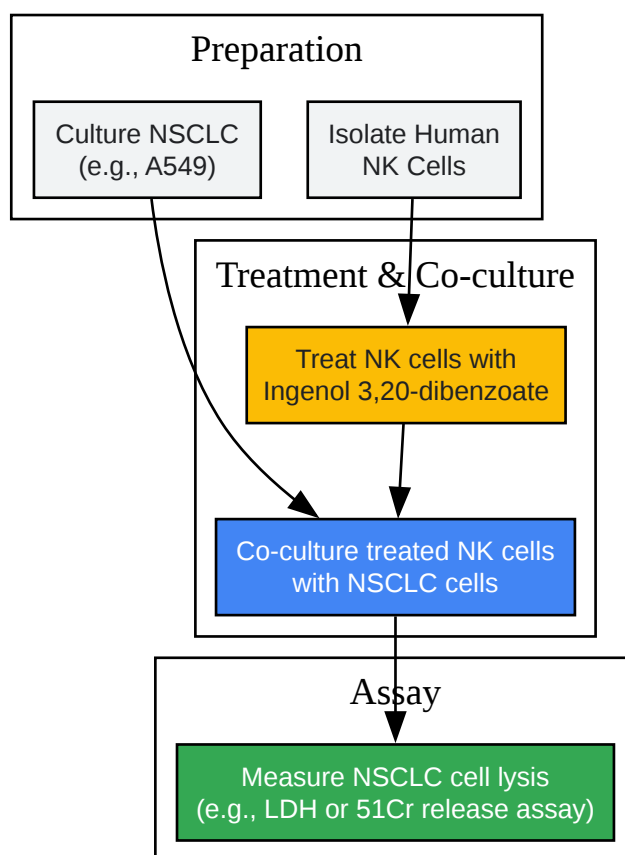 Preparation
Culture NSCLC
(e.g., A549)
Isolate Human
NK Cells
Treatment & Co-culture
Treat NK cells with
Ingenol 3,20-dibenzoate
Co-culture treated NK cells
with NSCLC cells
Assay
Measure NSCLC cell lysis
(e.g., LDH or 51Cr release assay)